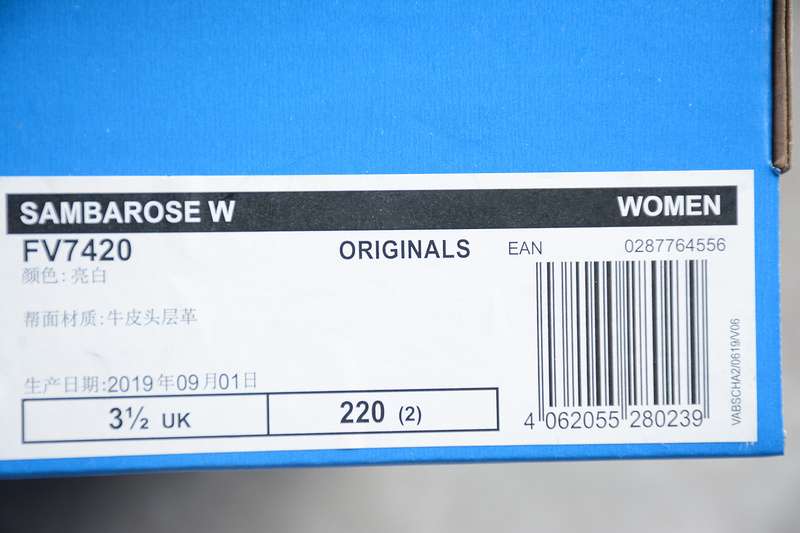 SAMBAROSE W WOMEN
FV7420 ORIGINALS EAN 0287764556
颜色:亮白
帮面材质:牛皮头层革
生产日期:2019年09月01日
3½ UK 220 (2)
4 062055 280239
VABSCHA2/0619/V06